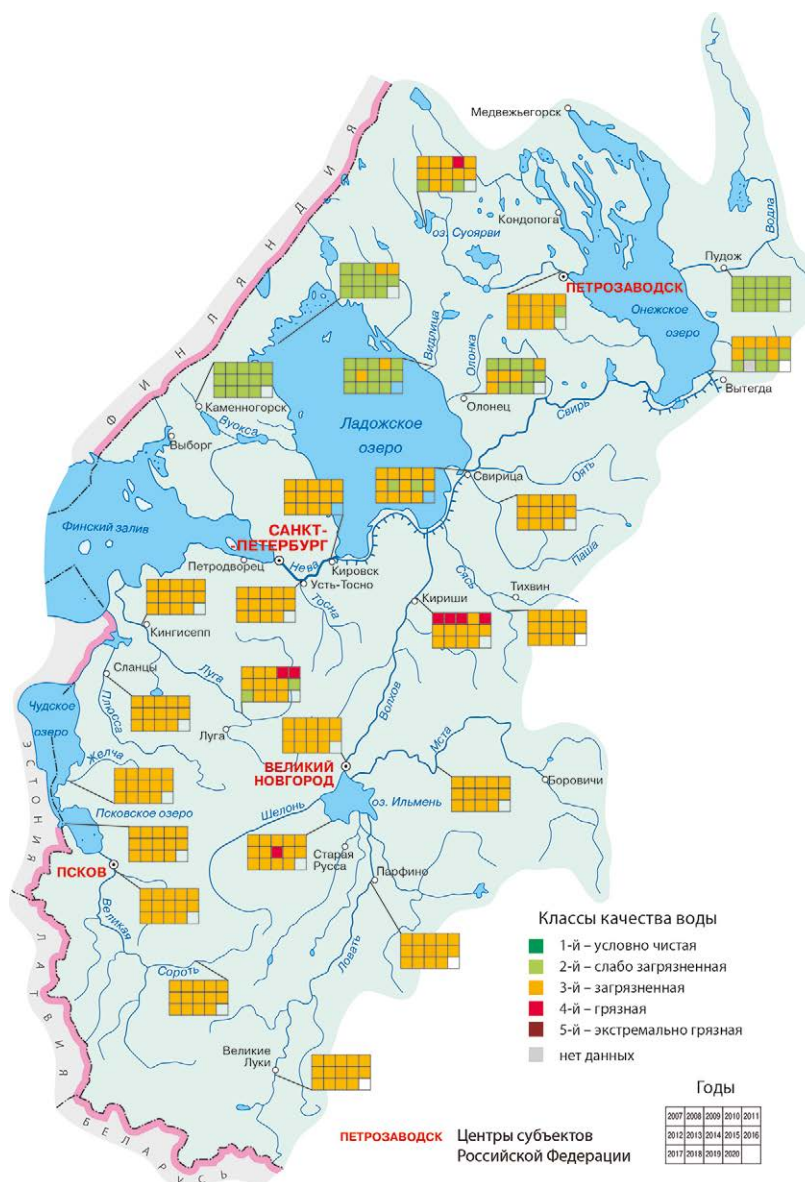 Медвежьегорск
ФИНЛЯНДИЯ
оз. Суоярви
Кондопога
Водла
Пудож
ПЕТРОЗАВОДСК
Онежское
озеро
Видлица
Олонка
Вытегра
Каменногорск
Олонец
Вуокса
Свирь
Ладожское
озеро
Выборг
Свирица
Оять
Финский залив
САНКТ-
-ПЕТЕРБУРГ
Паша
Петродворец
Нева
Кировск
Усть-Тосно
Сясь
Тихвин
Тосна
Кириши
Кингисепп
Сланцы
Луга
Волхов
Чудское
озеро
Плюсса
Луга
Мста
ВЕЛИКИЙ
НОВГОРОД
Желча
Боровичи
ЭСТОНИЯ
оз. Ильмень
Псковское озеро
Шелонь
Старая
Русса
Парфино
ПСКОВ
Великая
Ловать
Сороть
ЛАТВИЯ
Великие
Луки
БЕЛАРУСЬ
Классы качества воды
1-й – условно чистая
2-й – слабо загрязненная
3-й – загрязненная
4-й – грязная
5-й – экстремально грязная
нет данных
Годы
2007 2008 2009 2010 2011
2012 2013 2014 2015 2016
2017 2018 2019 2020
ПЕТРОЗАВОДСК Центры субъектов
Российской Федерации